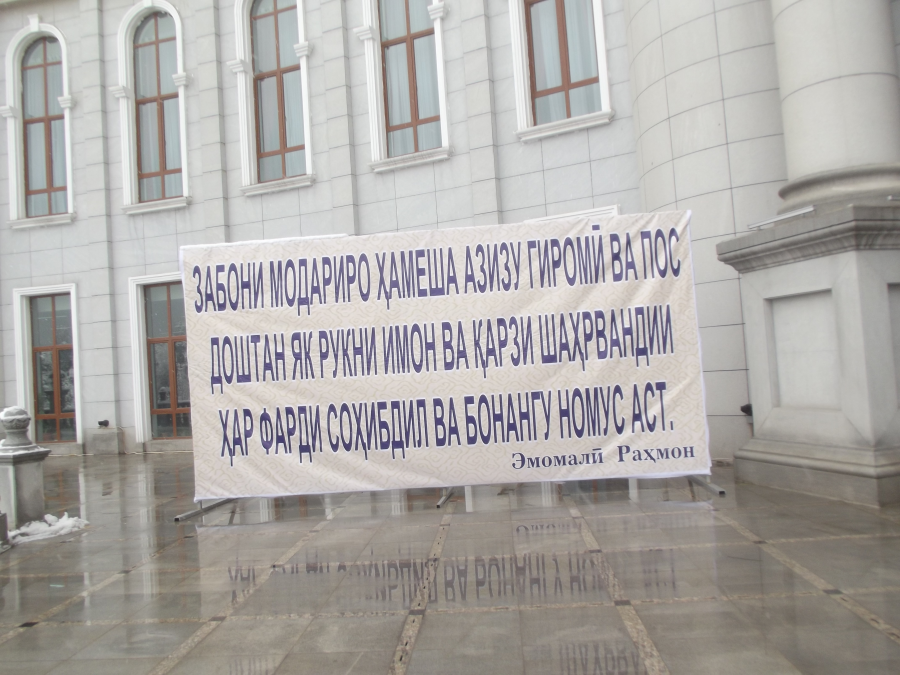 ЗАБОНИ МОДАРИРО ҲАМЕША АЗИЗУ ГИРОМӢ ВА ПОС
ДОШТАН ЯК РУКНИ ИМОН ВА ҚАРЗИ ШАҲРВАНДИИ
ҲАР ФАРДИ СОҲИБДИЛ ВА БОНАНГУ НОМУС АСТ.
Эмомалӣ Раҳмон